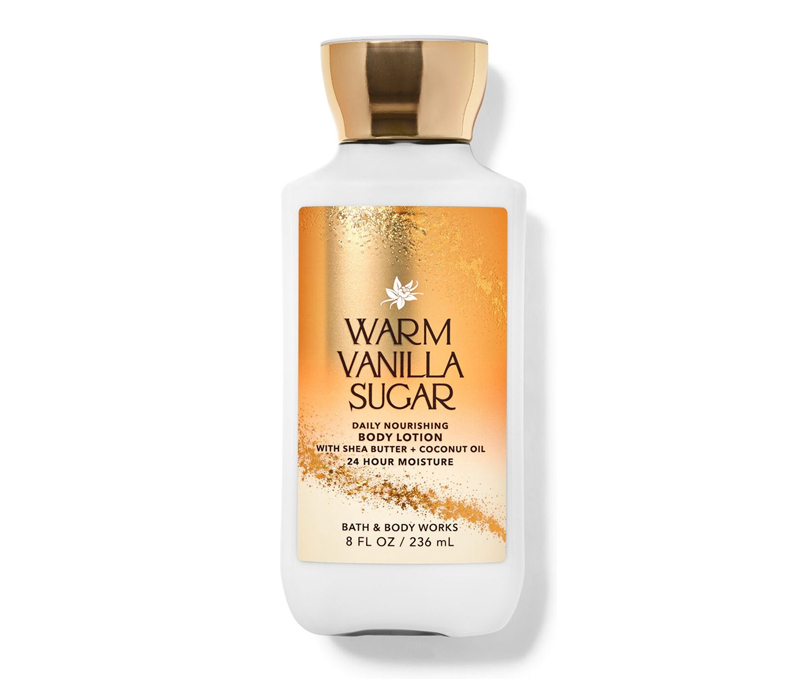 WARM
VANILLA
SUGAR
DAILY NOURISHING
BODY LOTION
WITH SHEA BUTTER + COCONUT OIL
24 HOUR MOISTURE
BATH & BODY WORKS
8 FL OZ / 236 mL